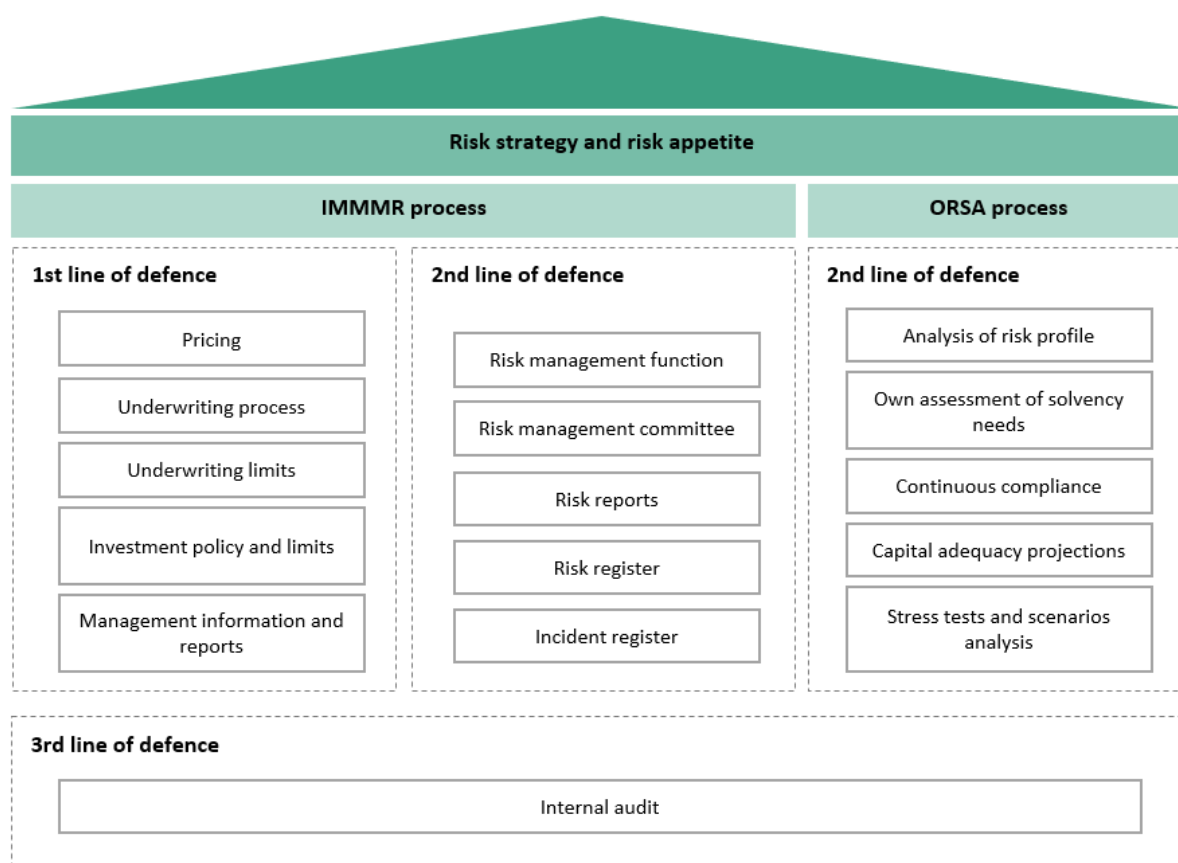 Risk strategy and risk appetite
IMMMR process
ORSA process
1st line of defence
Pricing
Underwriting process
Underwriting limits
Investment policy and limits
Management information and
reports
2nd line of defence
Risk management function
Risk management committee
Risk reports
Risk register
Incident register
2nd line of defence
Analysis of risk profile
Own assessment of solvency
needs
Continuous compliance
Capital adequacy projections
Stress tests and scenarios
analysis
3rd line of defence
Internal audit